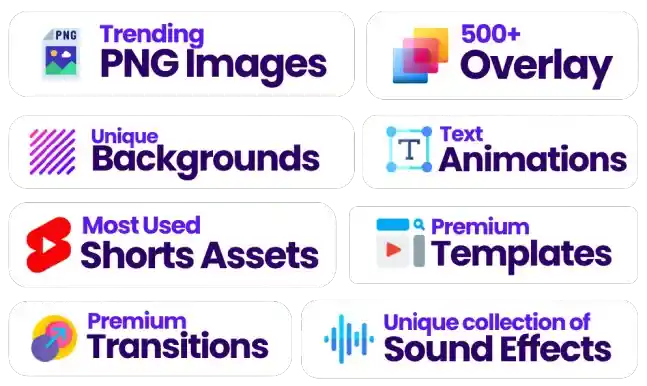 PNG
Trending
PNG Images
500+
Overlay
Unique
Backgrounds
T
Text
Animations
Most Used
Shorts Assets
Premium
Templates
Premium
Transitions
Unique collection of
Sound Effects